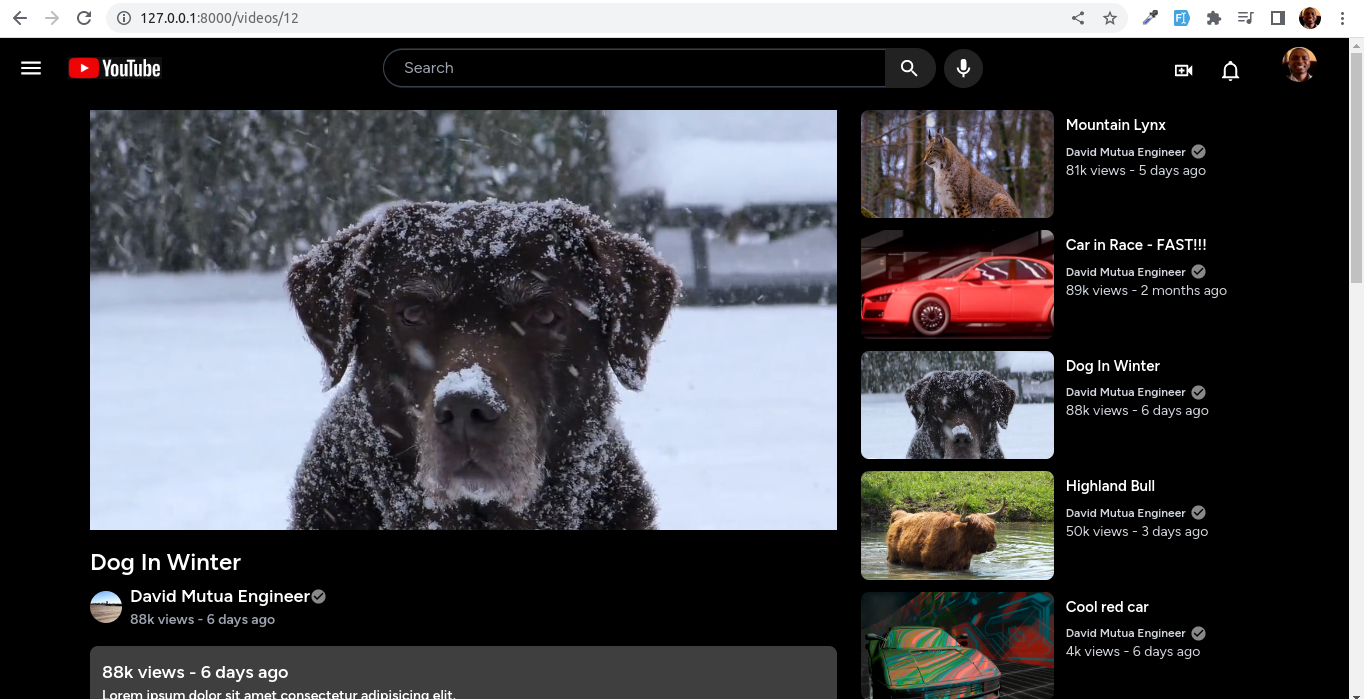 127.0.0.1:8000/videos/12
YouTube
Search
Dog In Winter
David Mutua Engineer
88k views - 6 days ago
88k views - 6 days ago
Lorem ipsum dolor sit amet consectetur adipisicing elit.
Mountain Lynx
David Mutua Engineer
81k views - 5 days ago
Car in Race - FAST!!!
David Mutua Engineer
89k views - 2 months ago
Dog In Winter
David Mutua Engineer
88k views - 6 days ago
Highland Bull
David Mutua Engineer
50k views - 3 days ago
Cool red car
David Mutua Engineer
4k views - 6 days ago